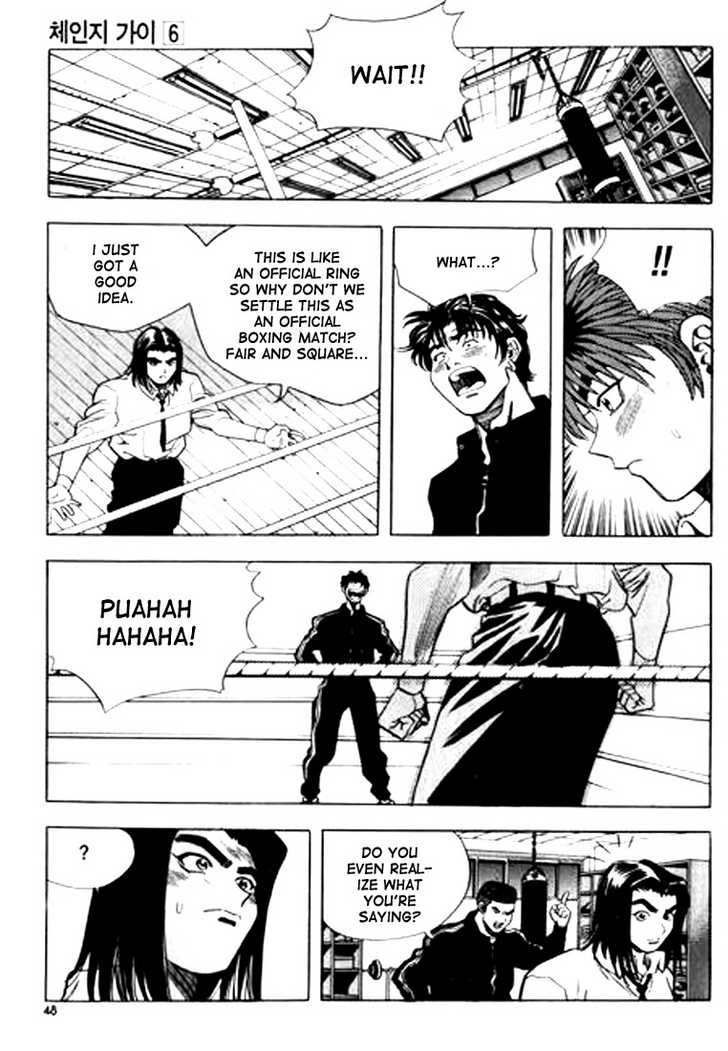 체인지 가이 6
WAIT!!
I JUST
GOT A
GOOD
IDEA.
THIS IS LIKE
AN OFFICIAL RING
SO WHY DON'T WE
SETTLE THIS AS
AN OFFICIAL
BOXING MATCH?
FAIR AND SQUARE...
WHAT...?
!!
PUAHAH
HAHAHA!
?
DO YOU
EVEN REAL-
IZE WHAT
YOU'RE
SAYING?
48